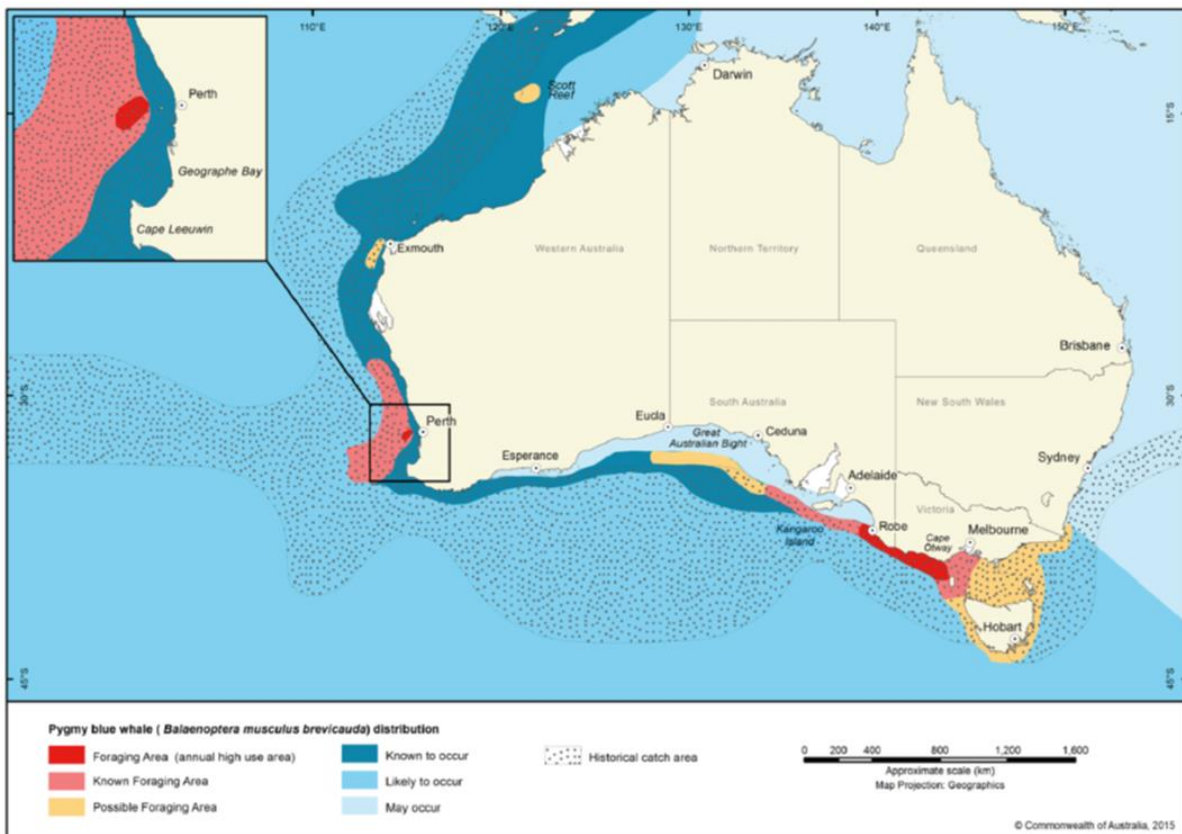 110°E
120°E
130°E
140°E
150°E
Perth
Geographe Bay
Cape Leeuwin
Scott
Reef
Darwin
15°S
15°S
Exmouth
Western Australia
Northern Territory
Queensland
Brisbane
30°S
30°S
South Australia
New South Wales
Eucla
Great
Australian Bight
Ceduna
Perth
Esperance
Sydney
Adelaide
Victoria
Robe
Cape
Otway
Melbourne
Kangaroo
Island
Hobart
45°S
45°S
Pygmy blue whale ( Balaenoptera musculus brevicauda) distribution
Foraging Area (annual high use area)
Known Foraging Area
Possible Foraging Area
Known to occur
Likely to occur
May occur
Historical catch area
0 200 400 800 1,200 1,600
Approximate scale (km)
Map Projection: Geographics
© Commonwealth of Australia, 2015